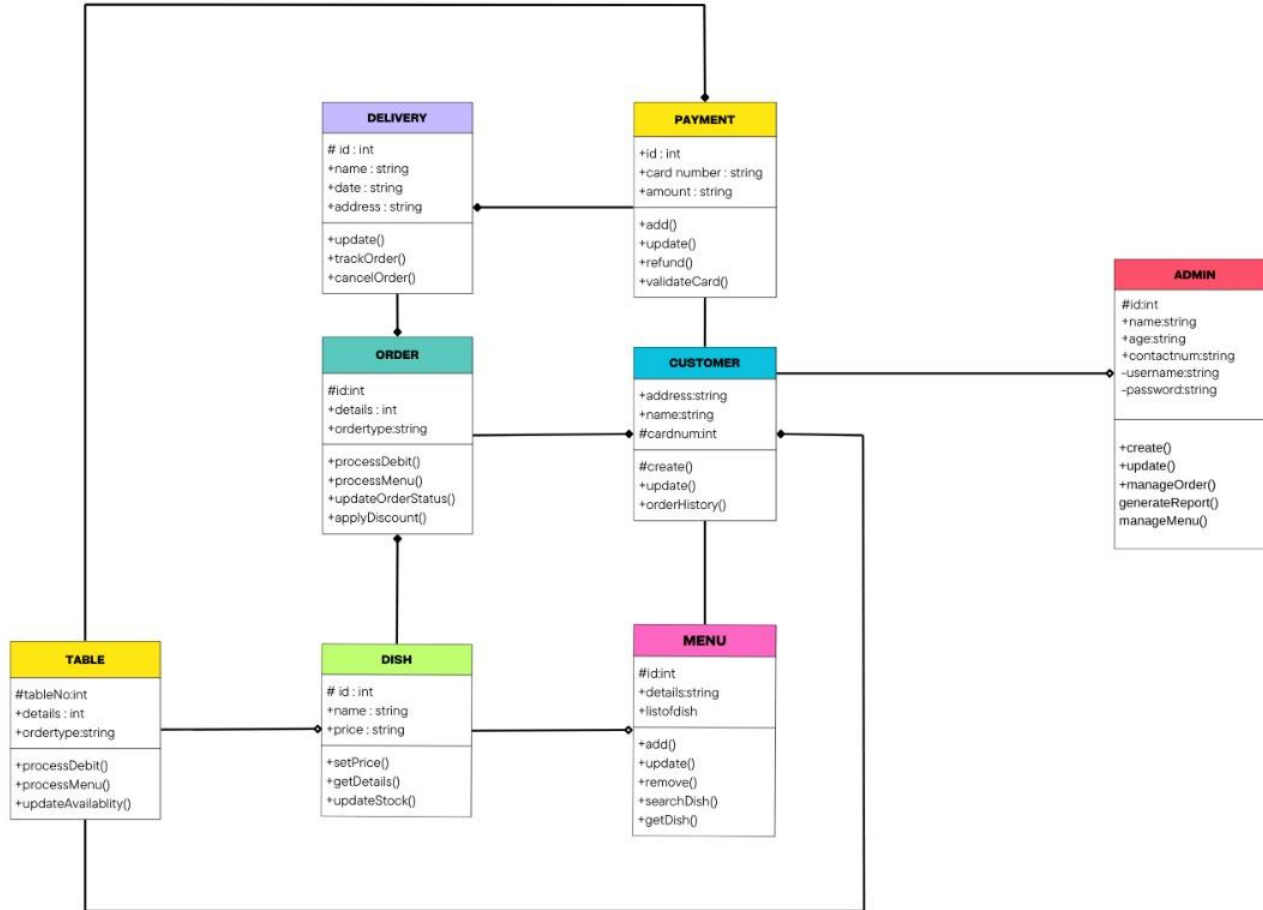 DELIVERY
# id : int
+name : string
+date : string
+address : string
+update()
+trackOrder()
+cancelOrder()
PAYMENT
+id : int
+card number : string
+amount : string
+add()
+update()
+refund()
+validateCard()
ADMIN
#id:int
+name:string
+age:string
+contactnum:string
-username:string
-password:string
+create()
+update()
+manageOrder()
generateReport()
manageMenu()
ORDER
#id:int
+details : int
+ordertype:string
+processDebit()
+processMenu()
+updateOrderStatus()
+applyDiscount()
CUSTOMER
+address:string
+name:string
#cardnum:int
#create()
+update()
+orderHistory()
TABLE
#tableNo:int
+details : int
+ordertype:string
+processDebit()
+processMenu()
+updateAvailablity()
DISH
# id : int
+name : string
+price : string
+setPrice()
+getDetails()
+updateStock()
MENU
#id:int
+details:string
+listofdish
+add()
+update()
+remove()
+searchDish()
+getDish()